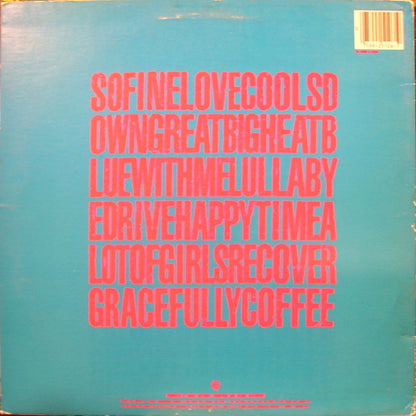 SOFINELOVECOOLSD
OWNGREATBIGHEATB
LUEWITHMELULLABY
EDRIVEHAPPYTIMEA
LOTOFGIRLSRECOVER
GRACEFULLYCOFFEE